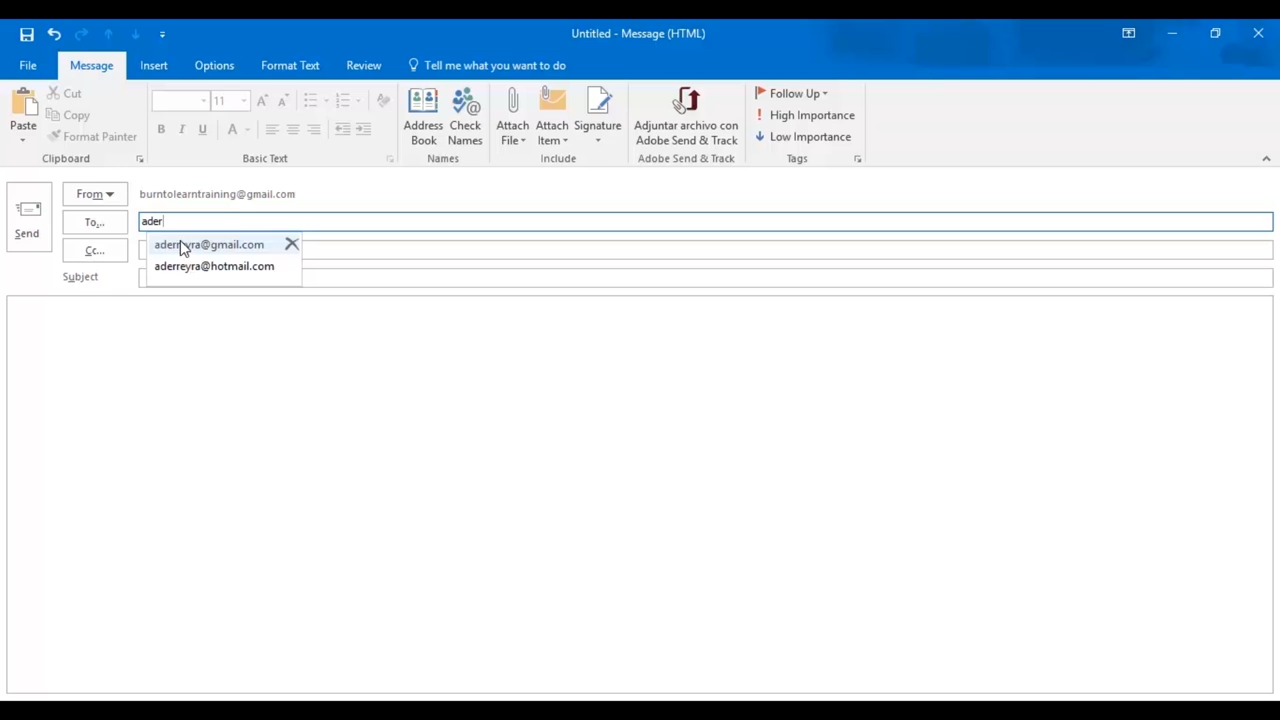 Untitled - Message (HTML)
File Message Insert Options Format Text Review Tell me what you want to do
Paste
Cut
Copy
Format Painter
Clipboard
11
B I U A
Basic Text
Address Book
Check Names
Names
Attach File
Attach Item
Signature
Include
Adjuntar archivo con
Adobe Send & Track
Adobe Send & Track
Follow Up
High Importance
Low Importance
Tags
Send
From burntolearntraining@gmail.com
To... ader
aderreyra@gmail.com
Cc...
aderreyra@hotmail.com
Subject